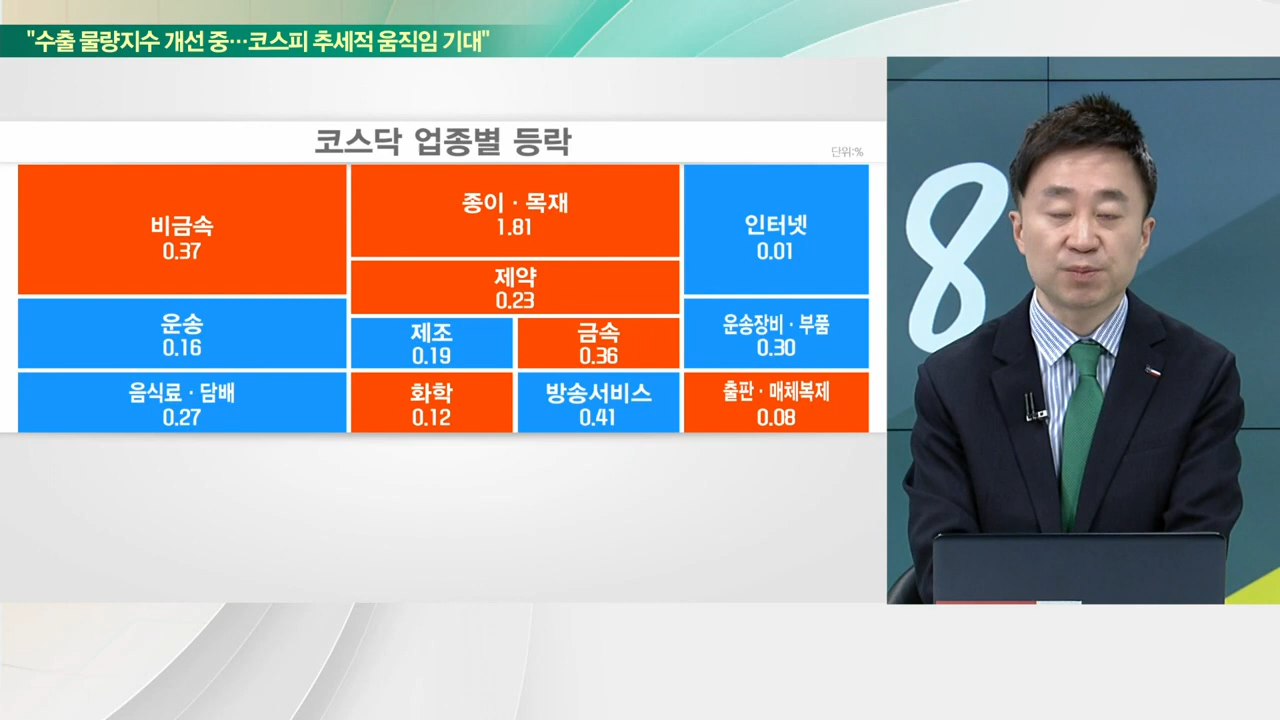 "수출 물량지수 개선 중…코스피 추세적 움직임 기대"
코스닥 업종별 등락
단위:%
비금속
0.37
종이·목재
1.81
인터넷
0.01
제약
0.23
운송
0.16
제조
0.19
금속
0.36
운송장비·부품
0.30
음식료·담배
0.27
화학
0.12
방송서비스
0.41
출판·매체복제
0.08
8